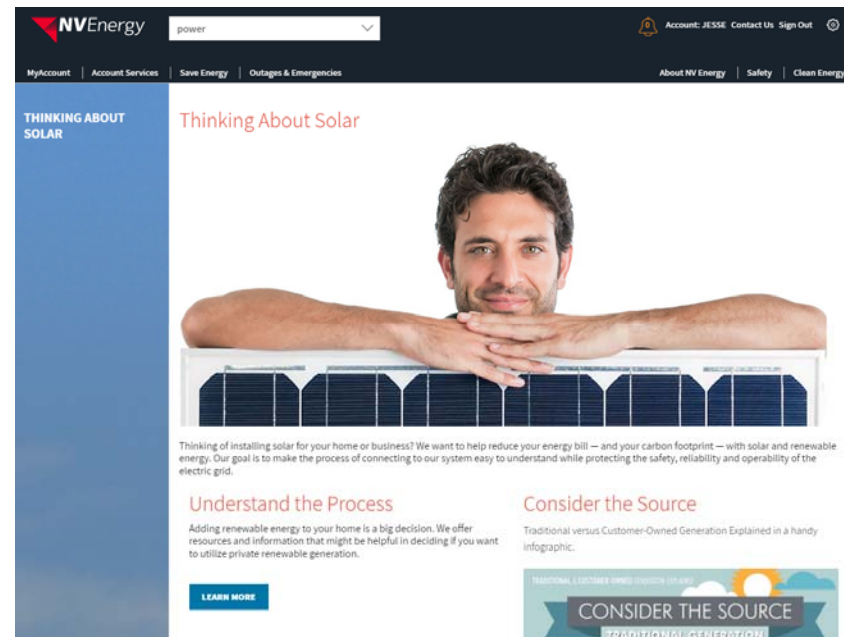 NVEnergy
power
0
Account: JESSE Contact Us Sign Out
MyAccount Account Services Save Energy Outages & Emergencies
About NV Energy Safety Clean Energy
THINKING ABOUT
SOLAR
Thinking About Solar
Thinking of installing solar for your home or business? We want to help reduce your energy bill — and your carbon footprint — with solar and renewable
energy. Our goal is to make the process of connecting to our system easy to understand while protecting the safety, reliability and operability of the
electric grid.
Understand the Process
Adding renewable energy to your home is a big decision. We offer
resources and information that might be helpful in deciding if you want
to utilize private renewable generation.
LEARN MORE
Consider the Source
Traditional versus Customer-Owned Generation Explained in a handy
infographic.
TRADITIONAL & CUSTOMER-OWNED GENERATION EXPLAINED
CONSIDER THE SOURCE
TRADITIONAL GENERATION